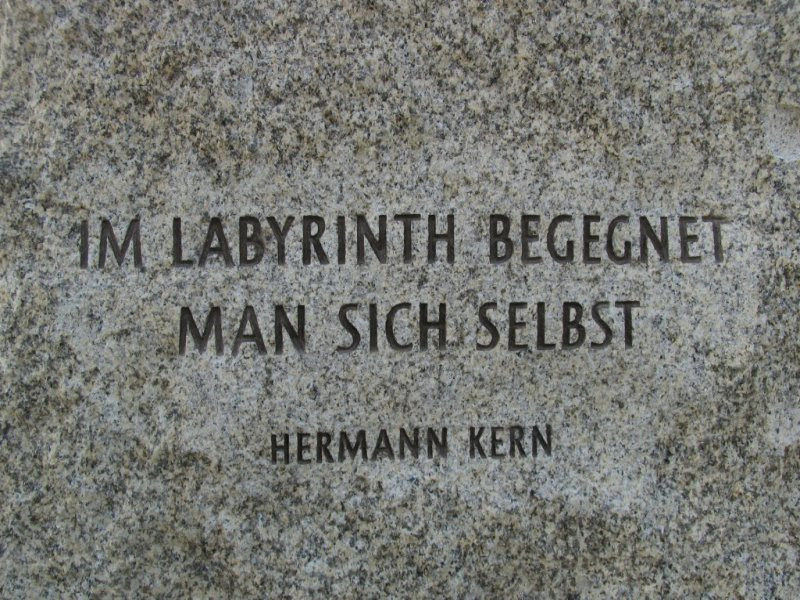 IM LABYRINTH BEGEGNET
MAN SICH SELBST
HERMANN KERN